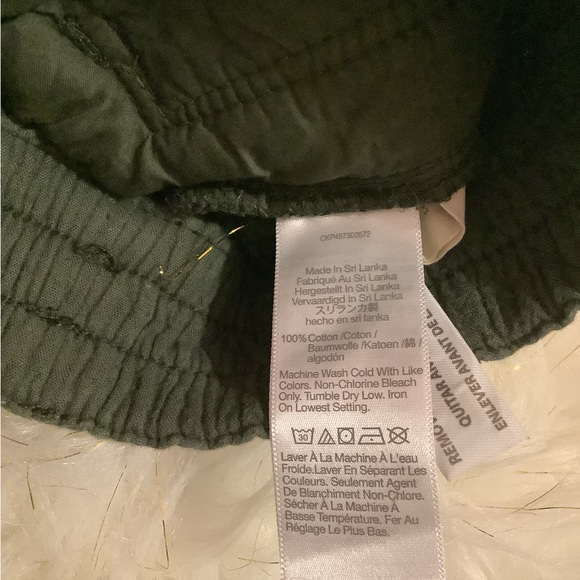 CKP457302672
Made In Sri Lanka
Fabriqué Au Sri Lanka
Hergestellt In Sri Lanka
Vervaardigd In Sri Lanka
スリランカ製
hecho en sri lanka
100% Cotton /Coton /
Baumwolle /Katoen /綿 /
algodón
Machine Wash Cold With Like
Colors. Non-Chlorine Bleach
Only. Tumble Dry Low. Iron
On Lowest Setting.
30
Laver À La Machine À L'eau
Froide.Laver En Séparant Les
Couleurs. Seulement Agent
De Blanchiment Non-Chlore.
Sécher À La Machine À
Basse Température. Fer Au
Réglage Le Plus Bas.
QUITAR
ENLEVER AVANT DE